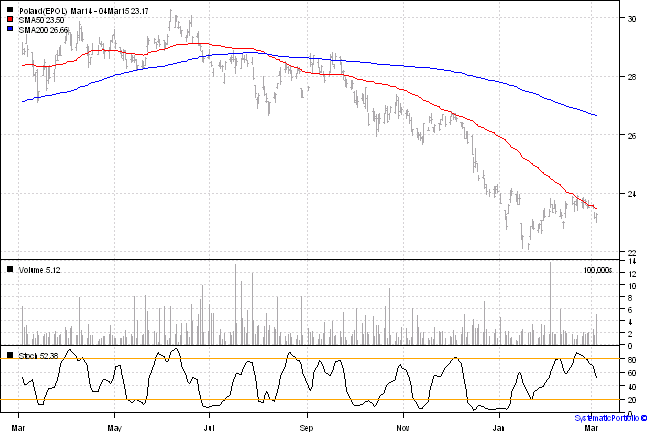 Poland(EPOL) Mar14 - 04Mar15 23.17
SMA50 23.50
SMA200 26.66
30
28
26
24
22
Volume 5.12
100,000s
14
12
10
8
6
4
2
0
Stoch 52.38
80
60
40
20
0
Mar
May
Jul
Sep
Nov
Jan
Mar
SystematicPortfolio ©